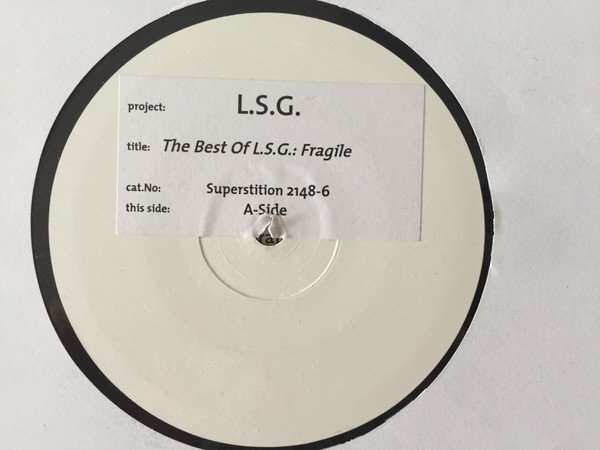 project: L.S.G.
title: The Best Of L.S.G.: Fragile
cat.No: Superstition 2148-6
this side: A-Side